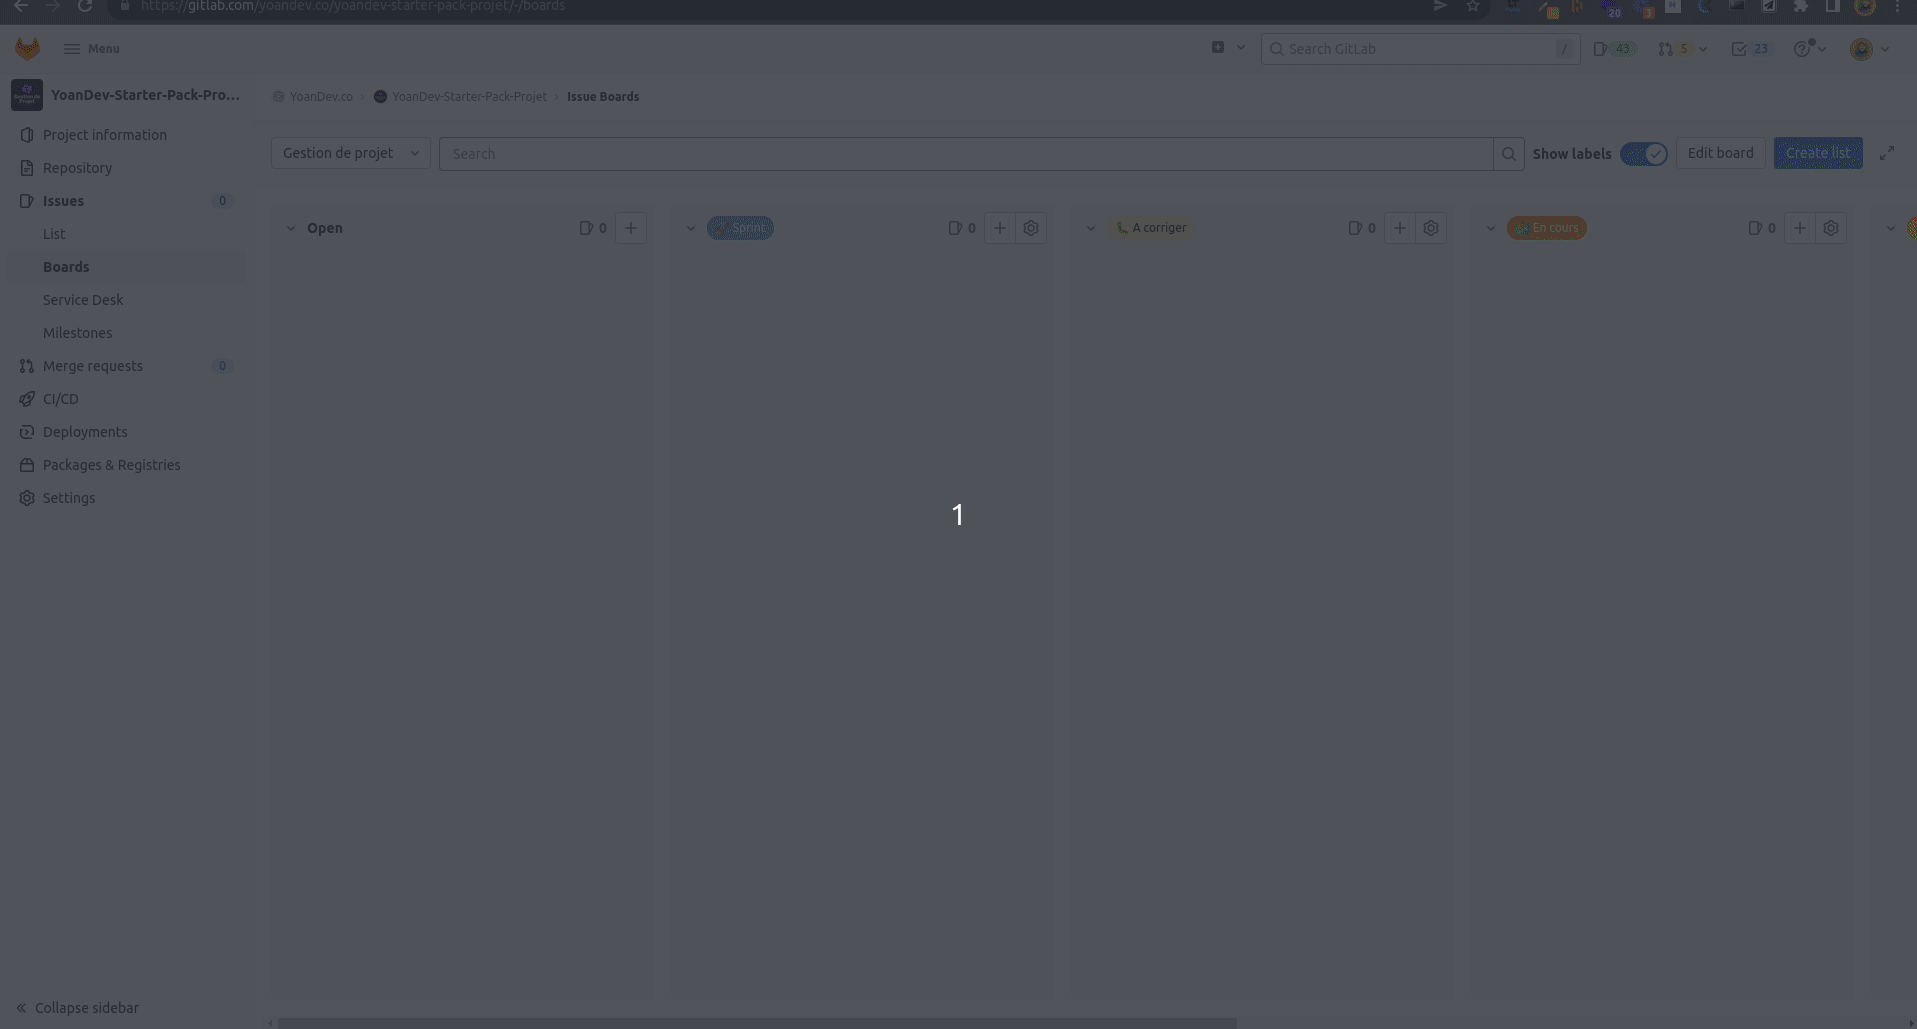 https://gitlab.com/yoandev.co/yoandev-starter-pack-projet/-/boards
20
3
Menu
Search GitLab
/
43
5
23
YoanDev-Starter-Pack-Pro...
YoanDev.co › YoanDev-Starter-Pack-Projet › Issue Boards
Project information
Repository
Issues 0
List
Boards
Service Desk
Milestones
Merge requests 0
CI/CD
Deployments
Packages & Registries
Settings
Gestion de projet
Search
Show labels
Edit board
Create list
Open 0
Sprint 0
A corriger 0
En cours 0
1
« Collapse sidebar